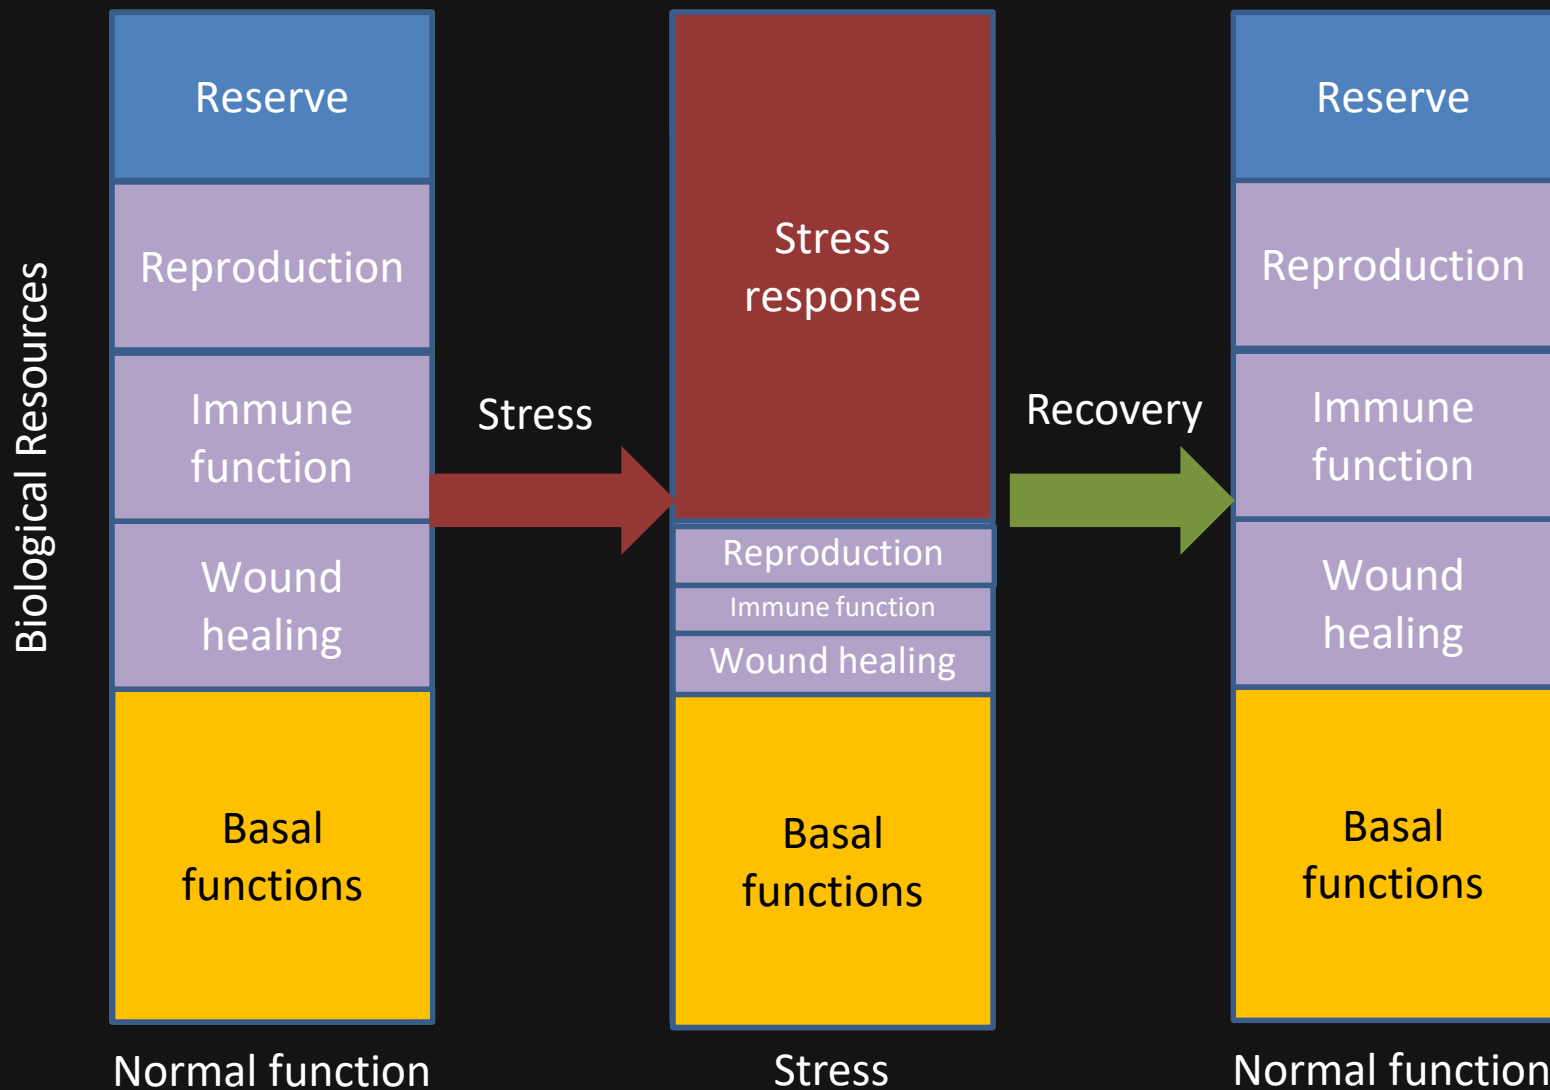 Biological Resources
Reserve
Reproduction
Immune
function
Wound
healing
Basal
functions
Normal function
Stress
Stress
response
Reproduction
Immune function
Wound healing
Basal
functions
Stress
Recovery
Reserve
Reproduction
Immune
function
Wound
healing
Basal
functions
Normal function